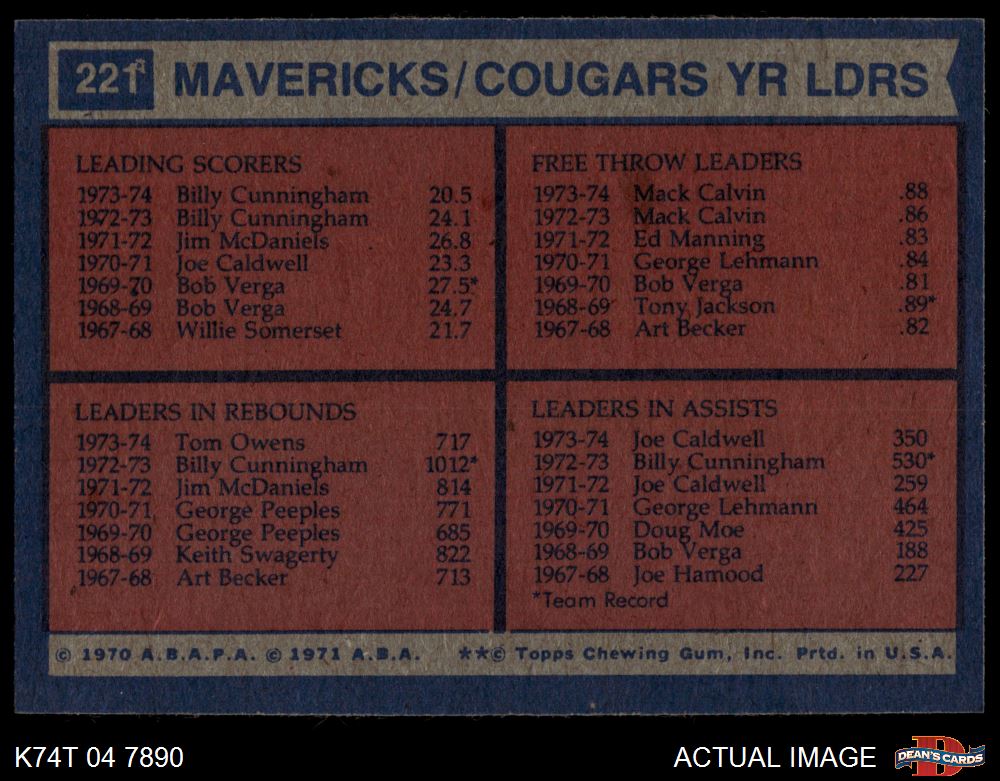 221
MAVERICKS/COUGARS YR LDRS
LEADING SCORERS
1973-74 Billy Cunningham 20.5
1972-73 Billy Cunningham 24.1
1971-72 Jim McDaniels 26.8
1970-71 Joe Caldwell 23.3
1969-70 Bob Verga 27.5*
1968-69 Bob Verga 24.7
1967-68 Willie Somerset 21.7
FREE THROW LEADERS
1973-74 Mack Calvin .88
1972-73 Mack Calvin .86
1971-72 Ed Manning .83
1970-71 George Lehmann .84
1969-70 Bob Verga .81
1968-69 Tony Jackson .89*
1967-68 Art Becker .82
LEADERS IN REBOUNDS
1973-74 Tom Owens 717
1972-73 Billy Cunningham 1012*
1971-72 Jim McDaniels 814
1970-71 George Peeples 771
1969-70 George Peeples 685
1968-69 Keith Swagerty 822
1967-68 Art Becker 713
LEADERS IN ASSISTS
1973-74 Joe Caldwell 350
1972-73 Billy Cunningham 530*
1971-72 Joe Caldwell 259
1970-71 George Lehmann 464
1969-70 Doug Moe 425
1968-69 Bob Verga 188
1967-68 Joe Hamood 227
*Team Record
© 1970 A.B.A.P.A. © 1971 A.B.A. **© Topps Chewing Gum, Inc. Prtd. in U.S.A.
K74T 04 7890 ACTUAL IMAGE DEAN'S CARDS